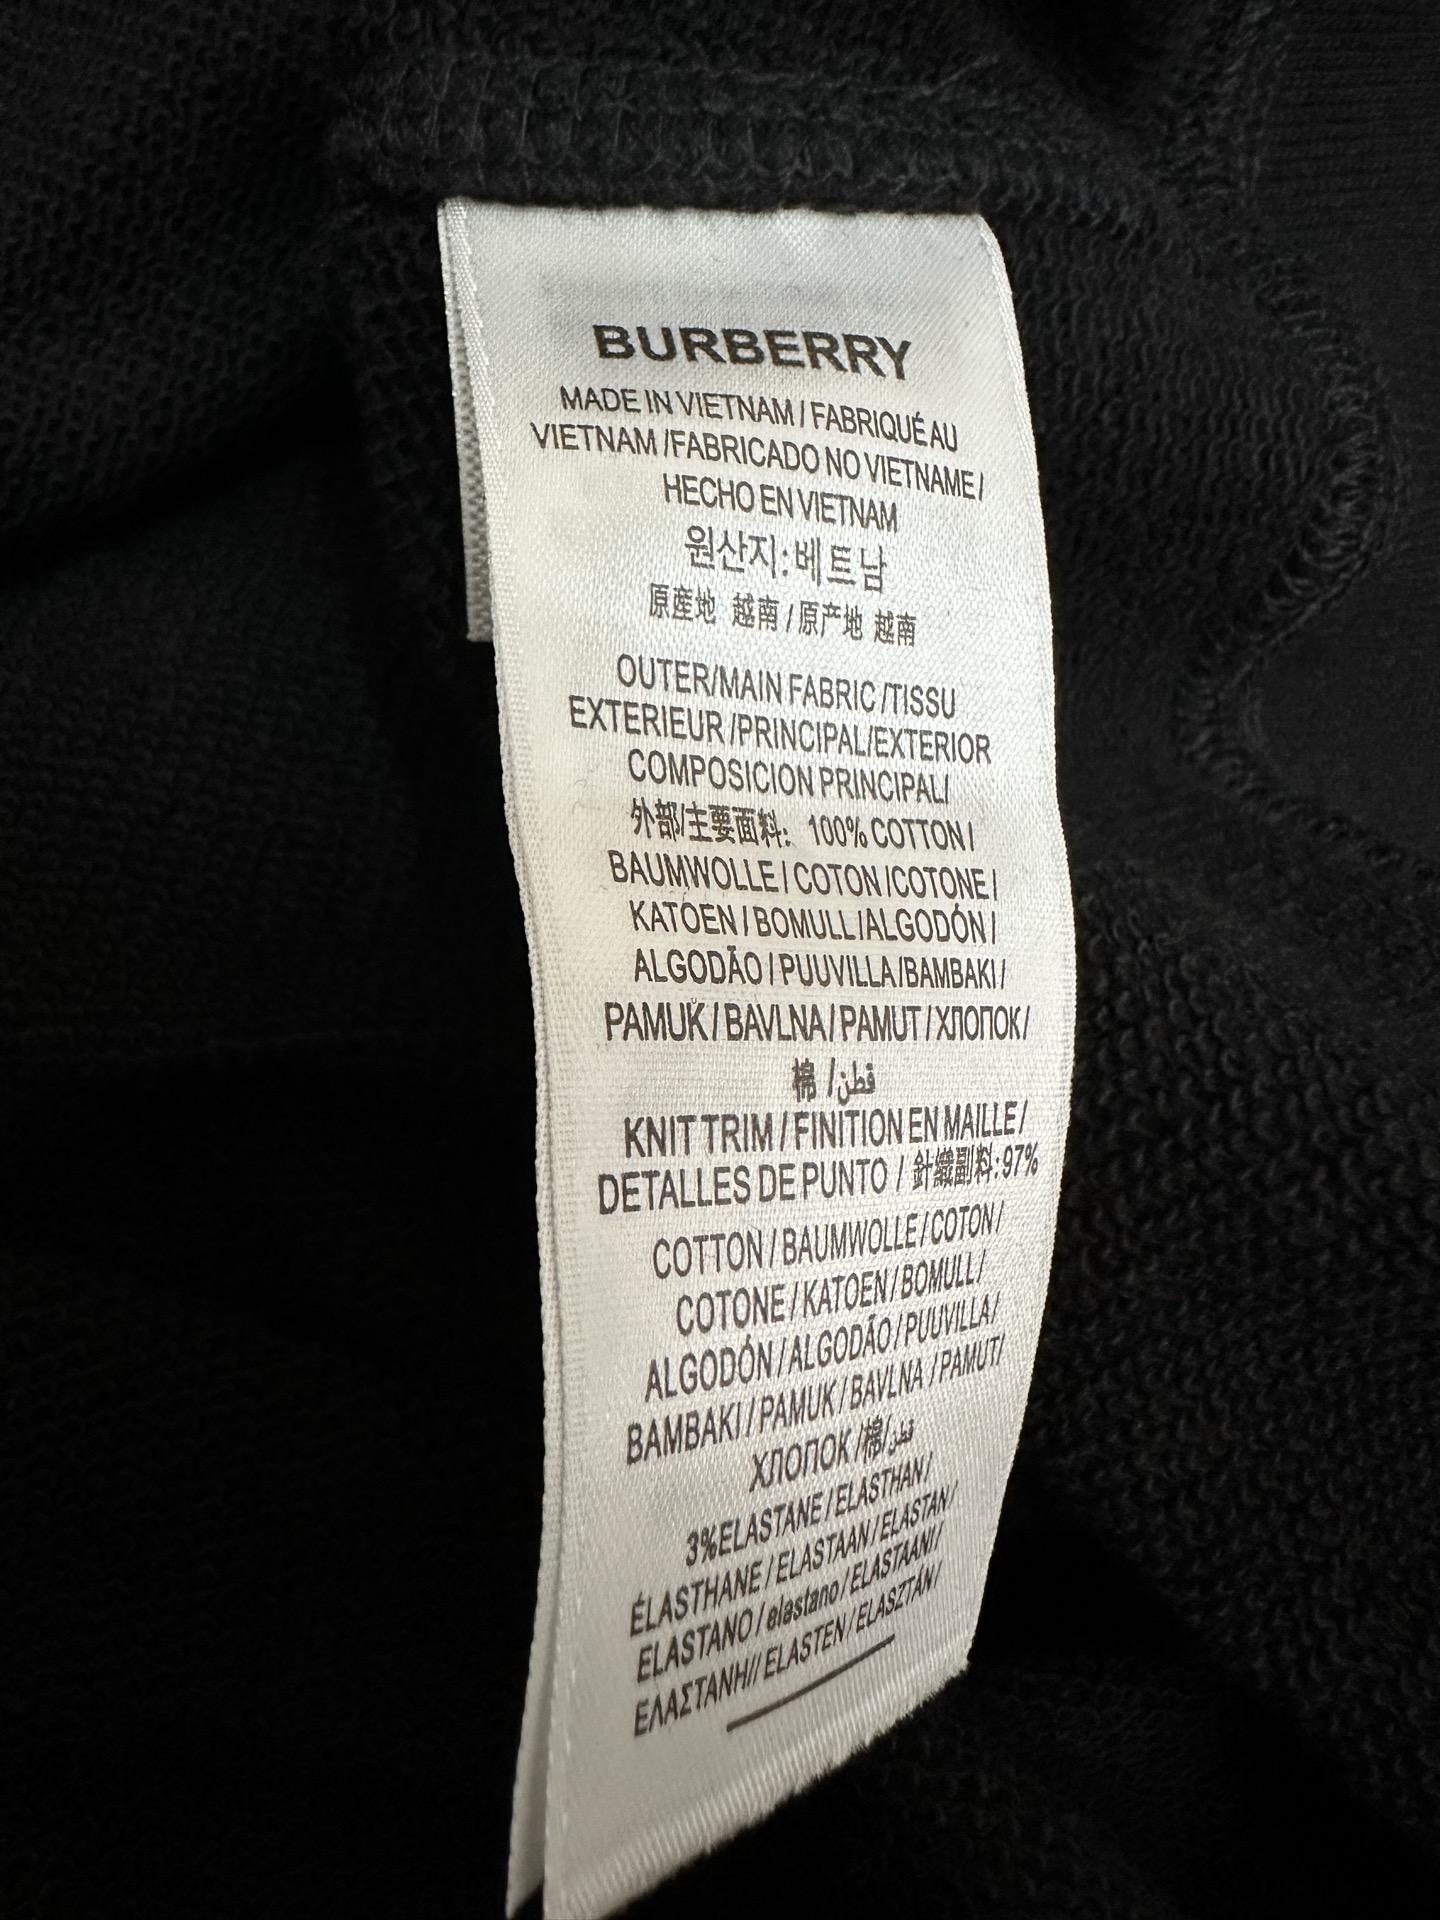 BURBERRY
MADE IN VIETNAM / FABRIQUÉ AU
VIETNAM /FABRICADO NO VIETNAME /
HECHO EN VIETNAM
원산지:베트남
原産地 越南 / 原产地 越南
OUTER/MAIN FABRIC /TISSU
EXTERIEUR /PRINCIPAL/EXTERIOR
COMPOSICION PRINCIPAL/
外部/主要面料: 100% COTTON /
BAUMWOLLE / COTON /COTONE /
KATOEN / BOMULL/ALGODÓN /
ALGODÃO / PUUVILLA/BAMBAKI /
PAMUK / BAVLNA / PAMUT / ХЛОПОК /
棉 / قطن
KNIT TRIM / FINITION EN MAILLE /
DETALLES DE PUNTO / 針織副料:97%
COTTON / BAUMWOLLE / COTON /
COTONE / KATOEN / BOMULL /
ALGODÓN / ALGODÃO / PUUVILLA /
BAMBAKI / PAMUK / BAVLNA / PAMUT/
ХЛОПОК /棉/ قطن
3%ELASTANE / ELASTHAN /
ÉLASTHANE / ELASTAAN / ELASTAN /
ELASTANO / elastano / ELASTAANI /
ΕΛΑΣΤΑΝΗ// ELASTEN / ELASZTÁN /